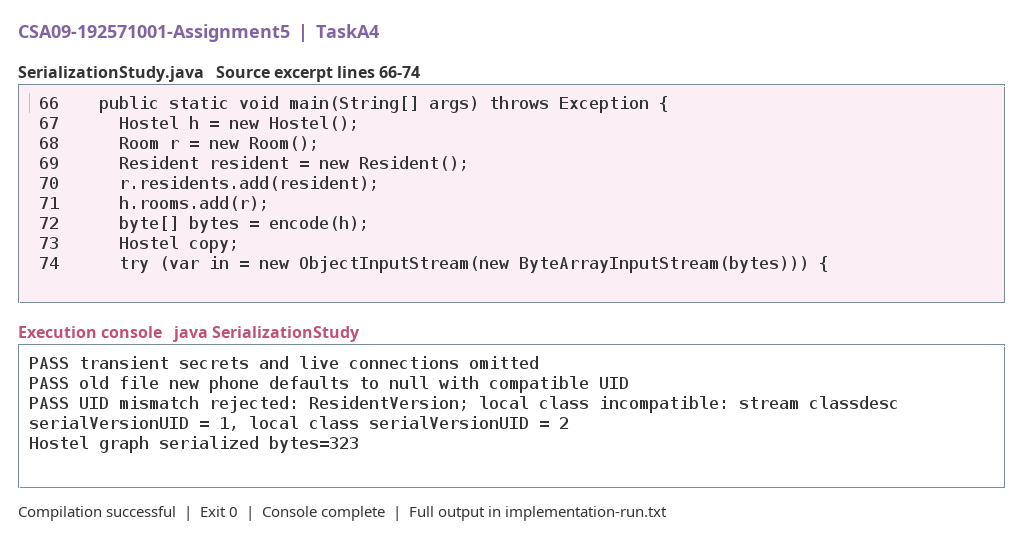 CSA09-192571001-Assignment5 | TaskA4
SerializationStudy.java Source excerpt lines 66-74
66 public static void main(String[] args) throws Exception {
67 Hostel h = new Hostel();
68 Room r = new Room();
69 Resident resident = new Resident();
70 r.residents.add(resident);
71 h.rooms.add(r);
72 byte[] bytes = encode(h);
73 Hostel copy;
74 try (var in = new ObjectInputStream(new ByteArrayInputStream(bytes))) {
Execution console java SerializationStudy
PASS transient secrets and live connections omitted
PASS old file new phone defaults to null with compatible UID
PASS UID mismatch rejected: ResidentVersion; local class incompatible: stream classdesc
serialVersionUID = 1, local class serialVersionUID = 2
Hostel graph serialized bytes=323
Compilation successful | Exit 0 | Console complete | Full output in implementation-run.txt